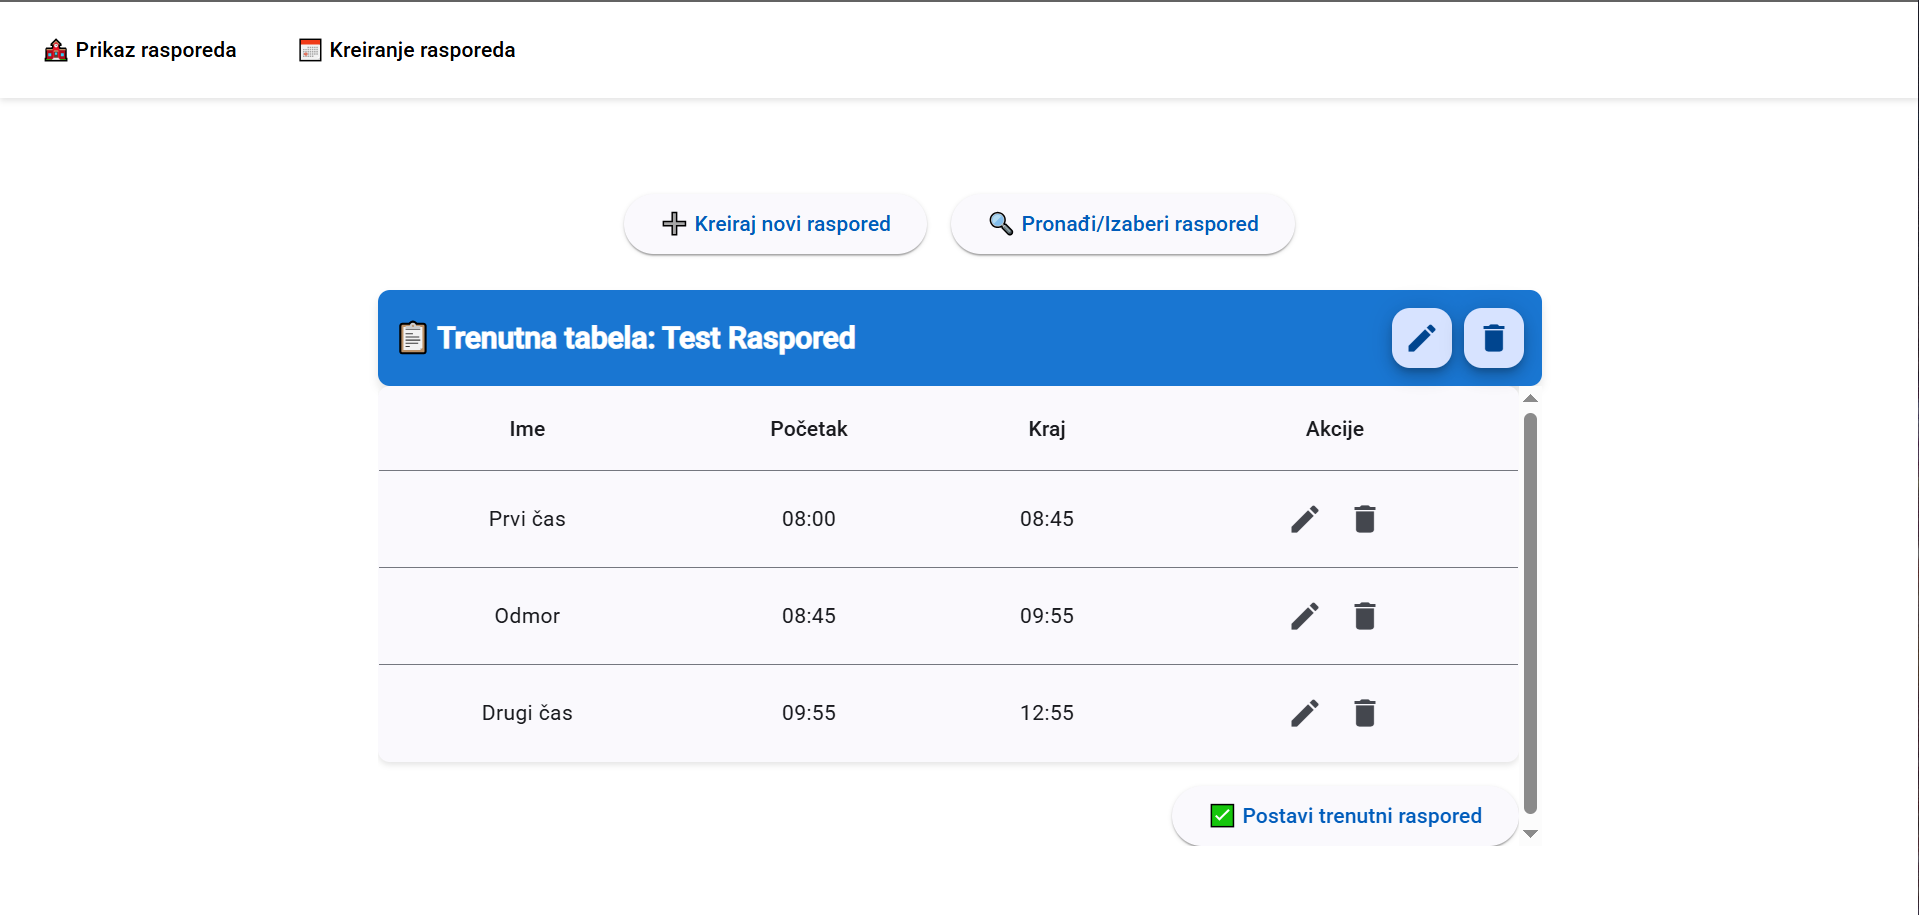 Prikaz rasporeda Kreiranje rasporeda
Kreiraj novi raspored Pronađi/Izaberi raspored
Trenutna tabela: Test Raspored
Ime Početak Kraj Akcije
Prvi čas 08:00 08:45
Odmor 08:45 09:55
Drugi čas 09:55 12:55
Postavi trenutni raspored